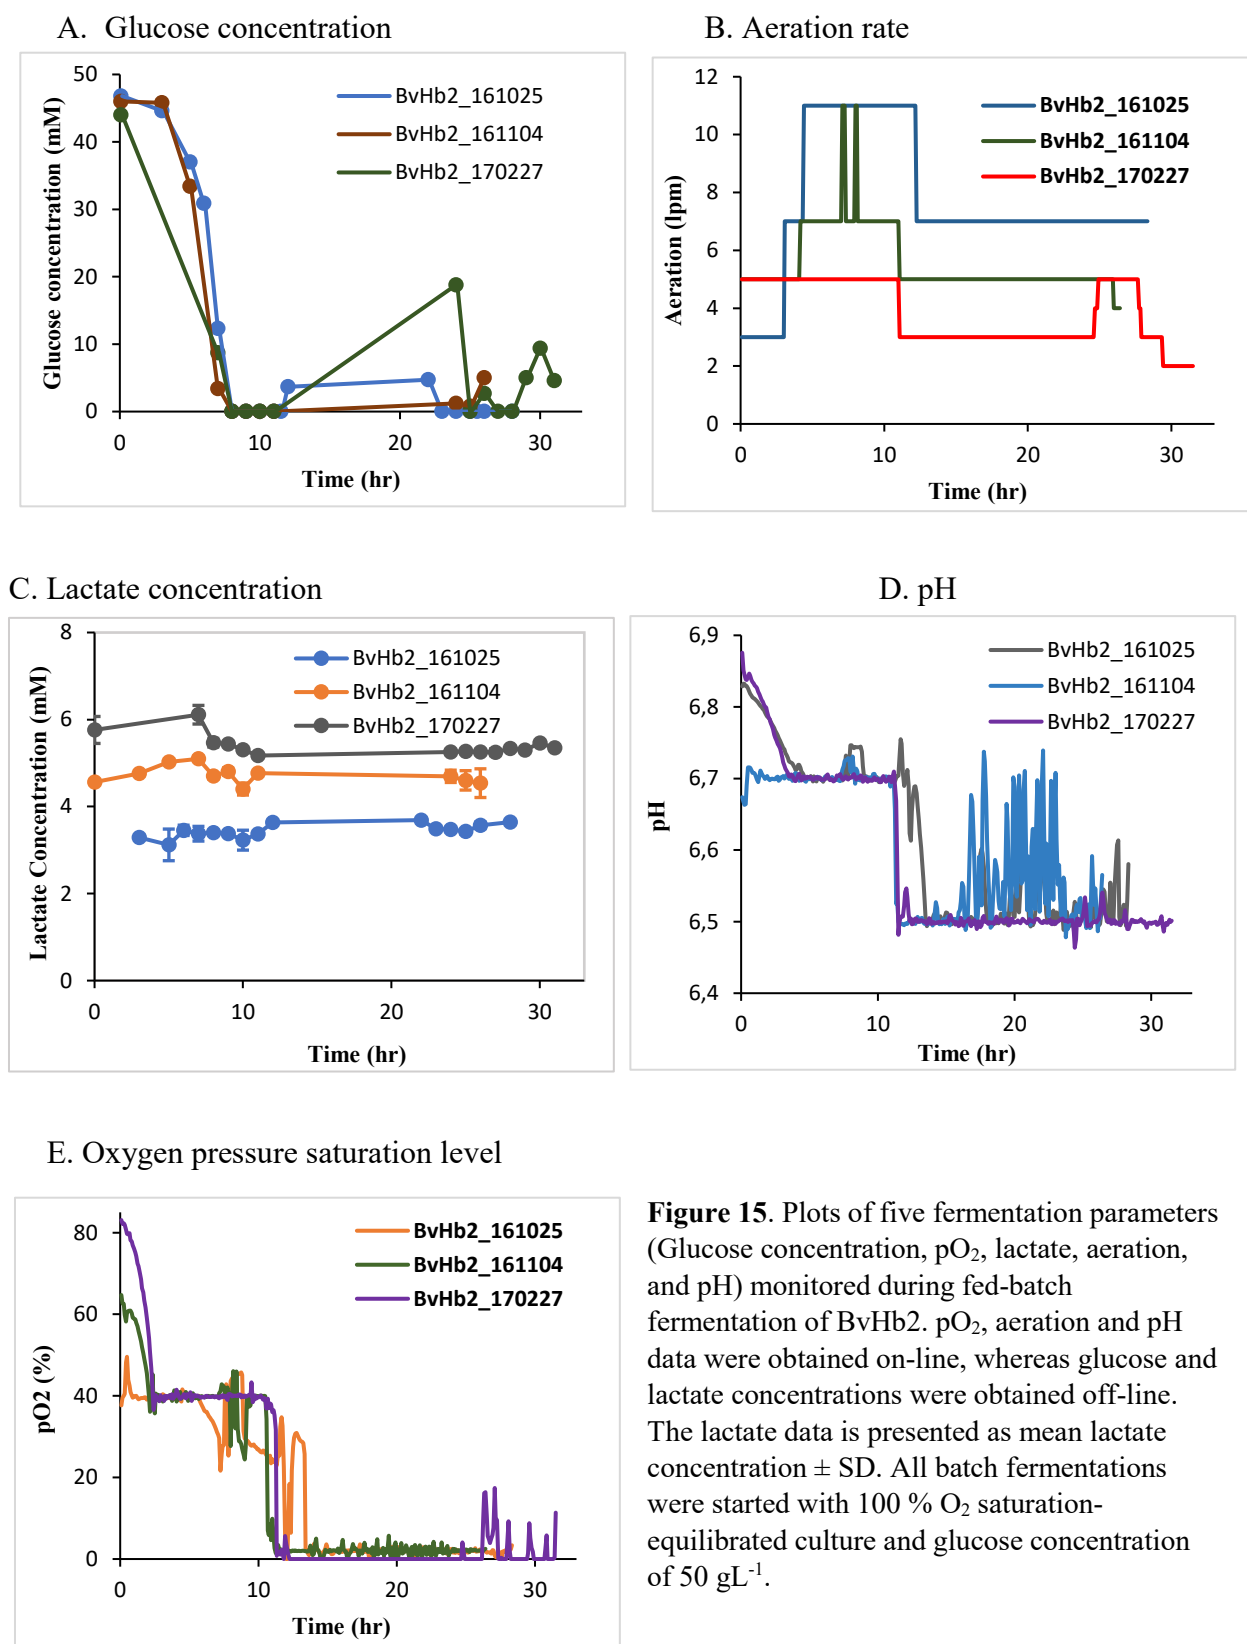 A. Glucose concentration
Glucose concentration (mM)
50
40
30
20
10
0
0 10 20 30
Time (hr)
BvHb2_161025
BvHb2_161104
BvHb2_170227
B. Aeration rate
Aeration (lpm)
12
10
8
6
4
2
0
0 10 20 30
Time (hr)
BvHb2_161025
BvHb2_161104
BvHb2_170227
C. Lactate concentration
Lactate Concentration (mM)
8
6
4
2
0
0 10 20 30
Time (hr)
BvHb2_161025
BvHb2_161104
BvHb2_170227
D. pH
pH
6,9
6,8
6,7
6,6
6,5
6,4
0 10 20 30
Time (hr)
BvHb2_161025
BvHb2_161104
BvHb2_170227
E. Oxygen pressure saturation level
pO2 (%)
80
60
40
20
0
0 10 20 30
Time (hr)
BvHb2_161025
BvHb2_161104
BvHb2_170227
Figure 15. Plots of five fermentation parameters
(Glucose concentration, pO₂, lactate, aeration,
and pH) monitored during fed-batch
fermentation of BvHb2. pO₂, aeration and pH
data were obtained on-line, whereas glucose and
lactate concentrations were obtained off-line.
The lactate data is presented as mean lactate
concentration ± SD. All batch fermentations
were started with 100 % O₂ saturation-
equilibrated culture and glucose concentration
of 50 gL⁻¹.